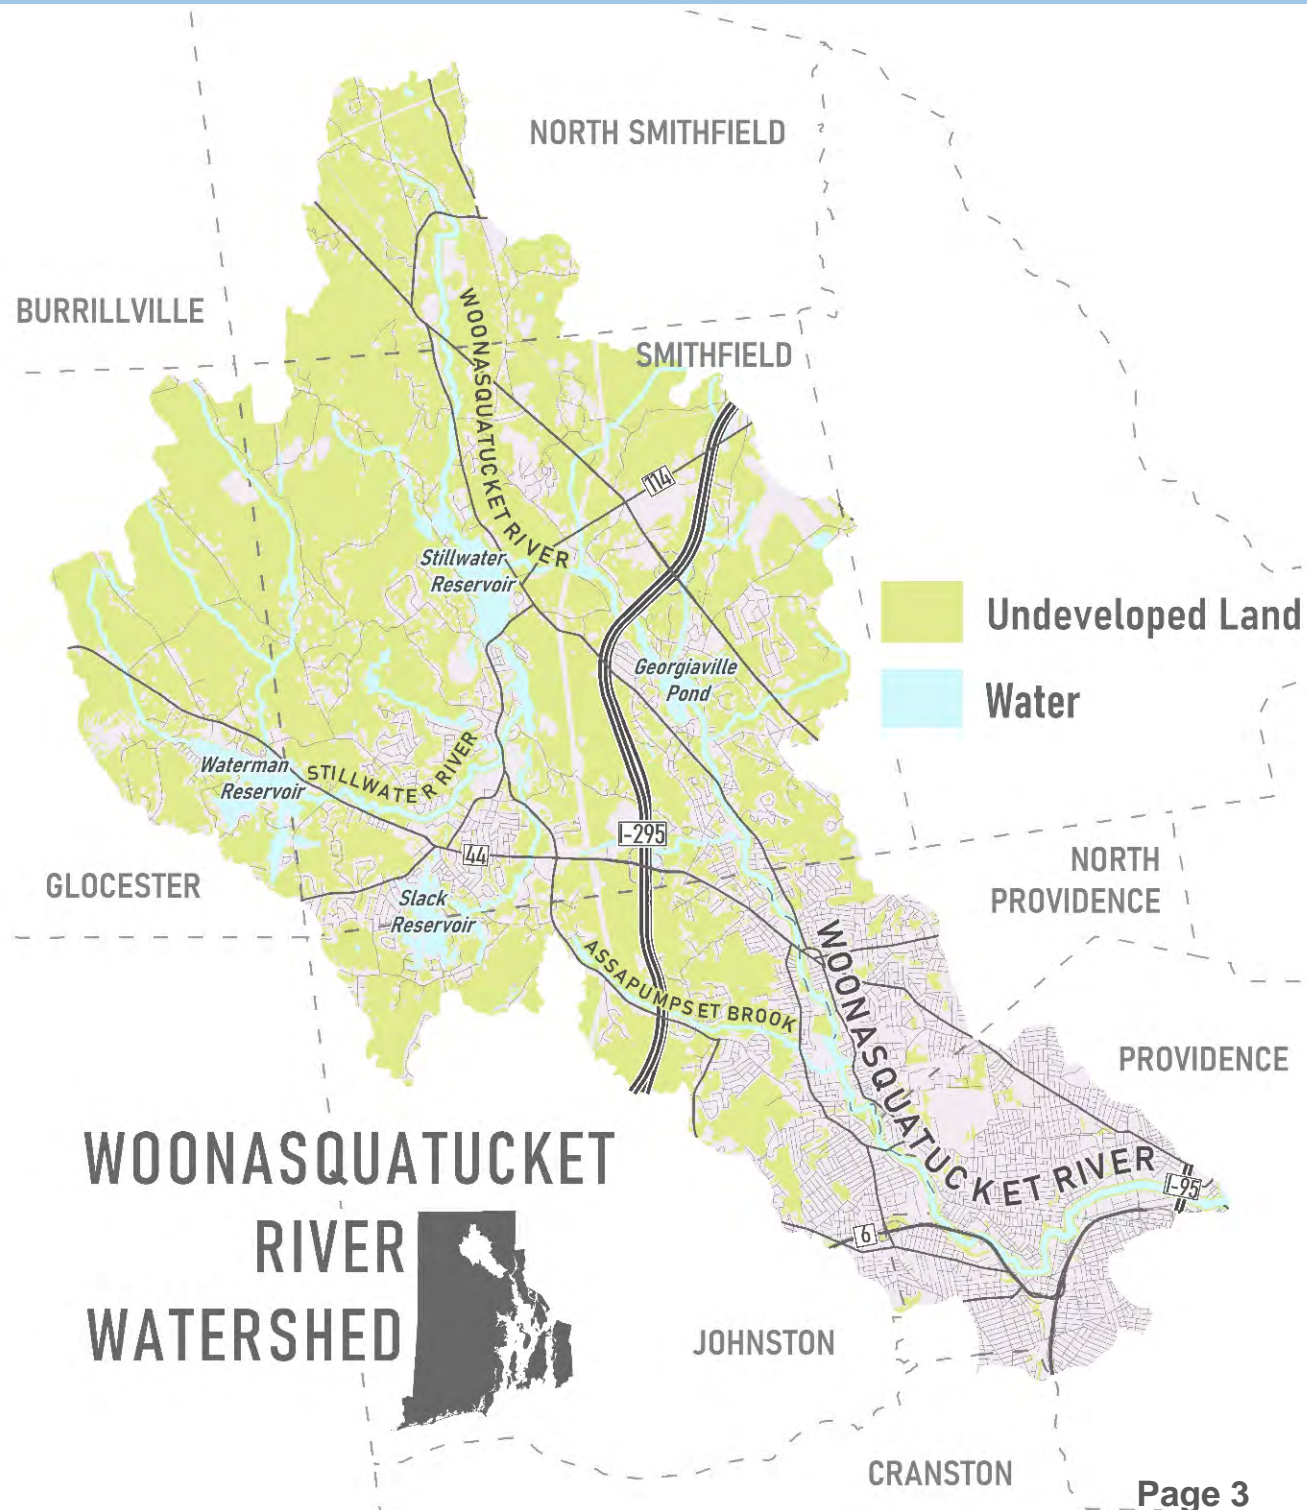 NORTH SMITHFIELD
BURRILLVILLE
SMITHFIELD
WOONASQUATUCKET RIVER
114
Stillwater
Reservoir
Undeveloped Land
Water
Georgiaville
Pond
Waterman
Reservoir
STILLWATER RIVER
I-295
44
GLOCESTER
NORTH
PROVIDENCE
Slack
Reservoir
ASSAPUMPSET BROOK
WOONASQUATUCKET RIVER
PROVIDENCE
I-95
6
WOONASQUATUCKET
RIVER
WATERSHED
JOHNSTON
CRANSTON
Page 3